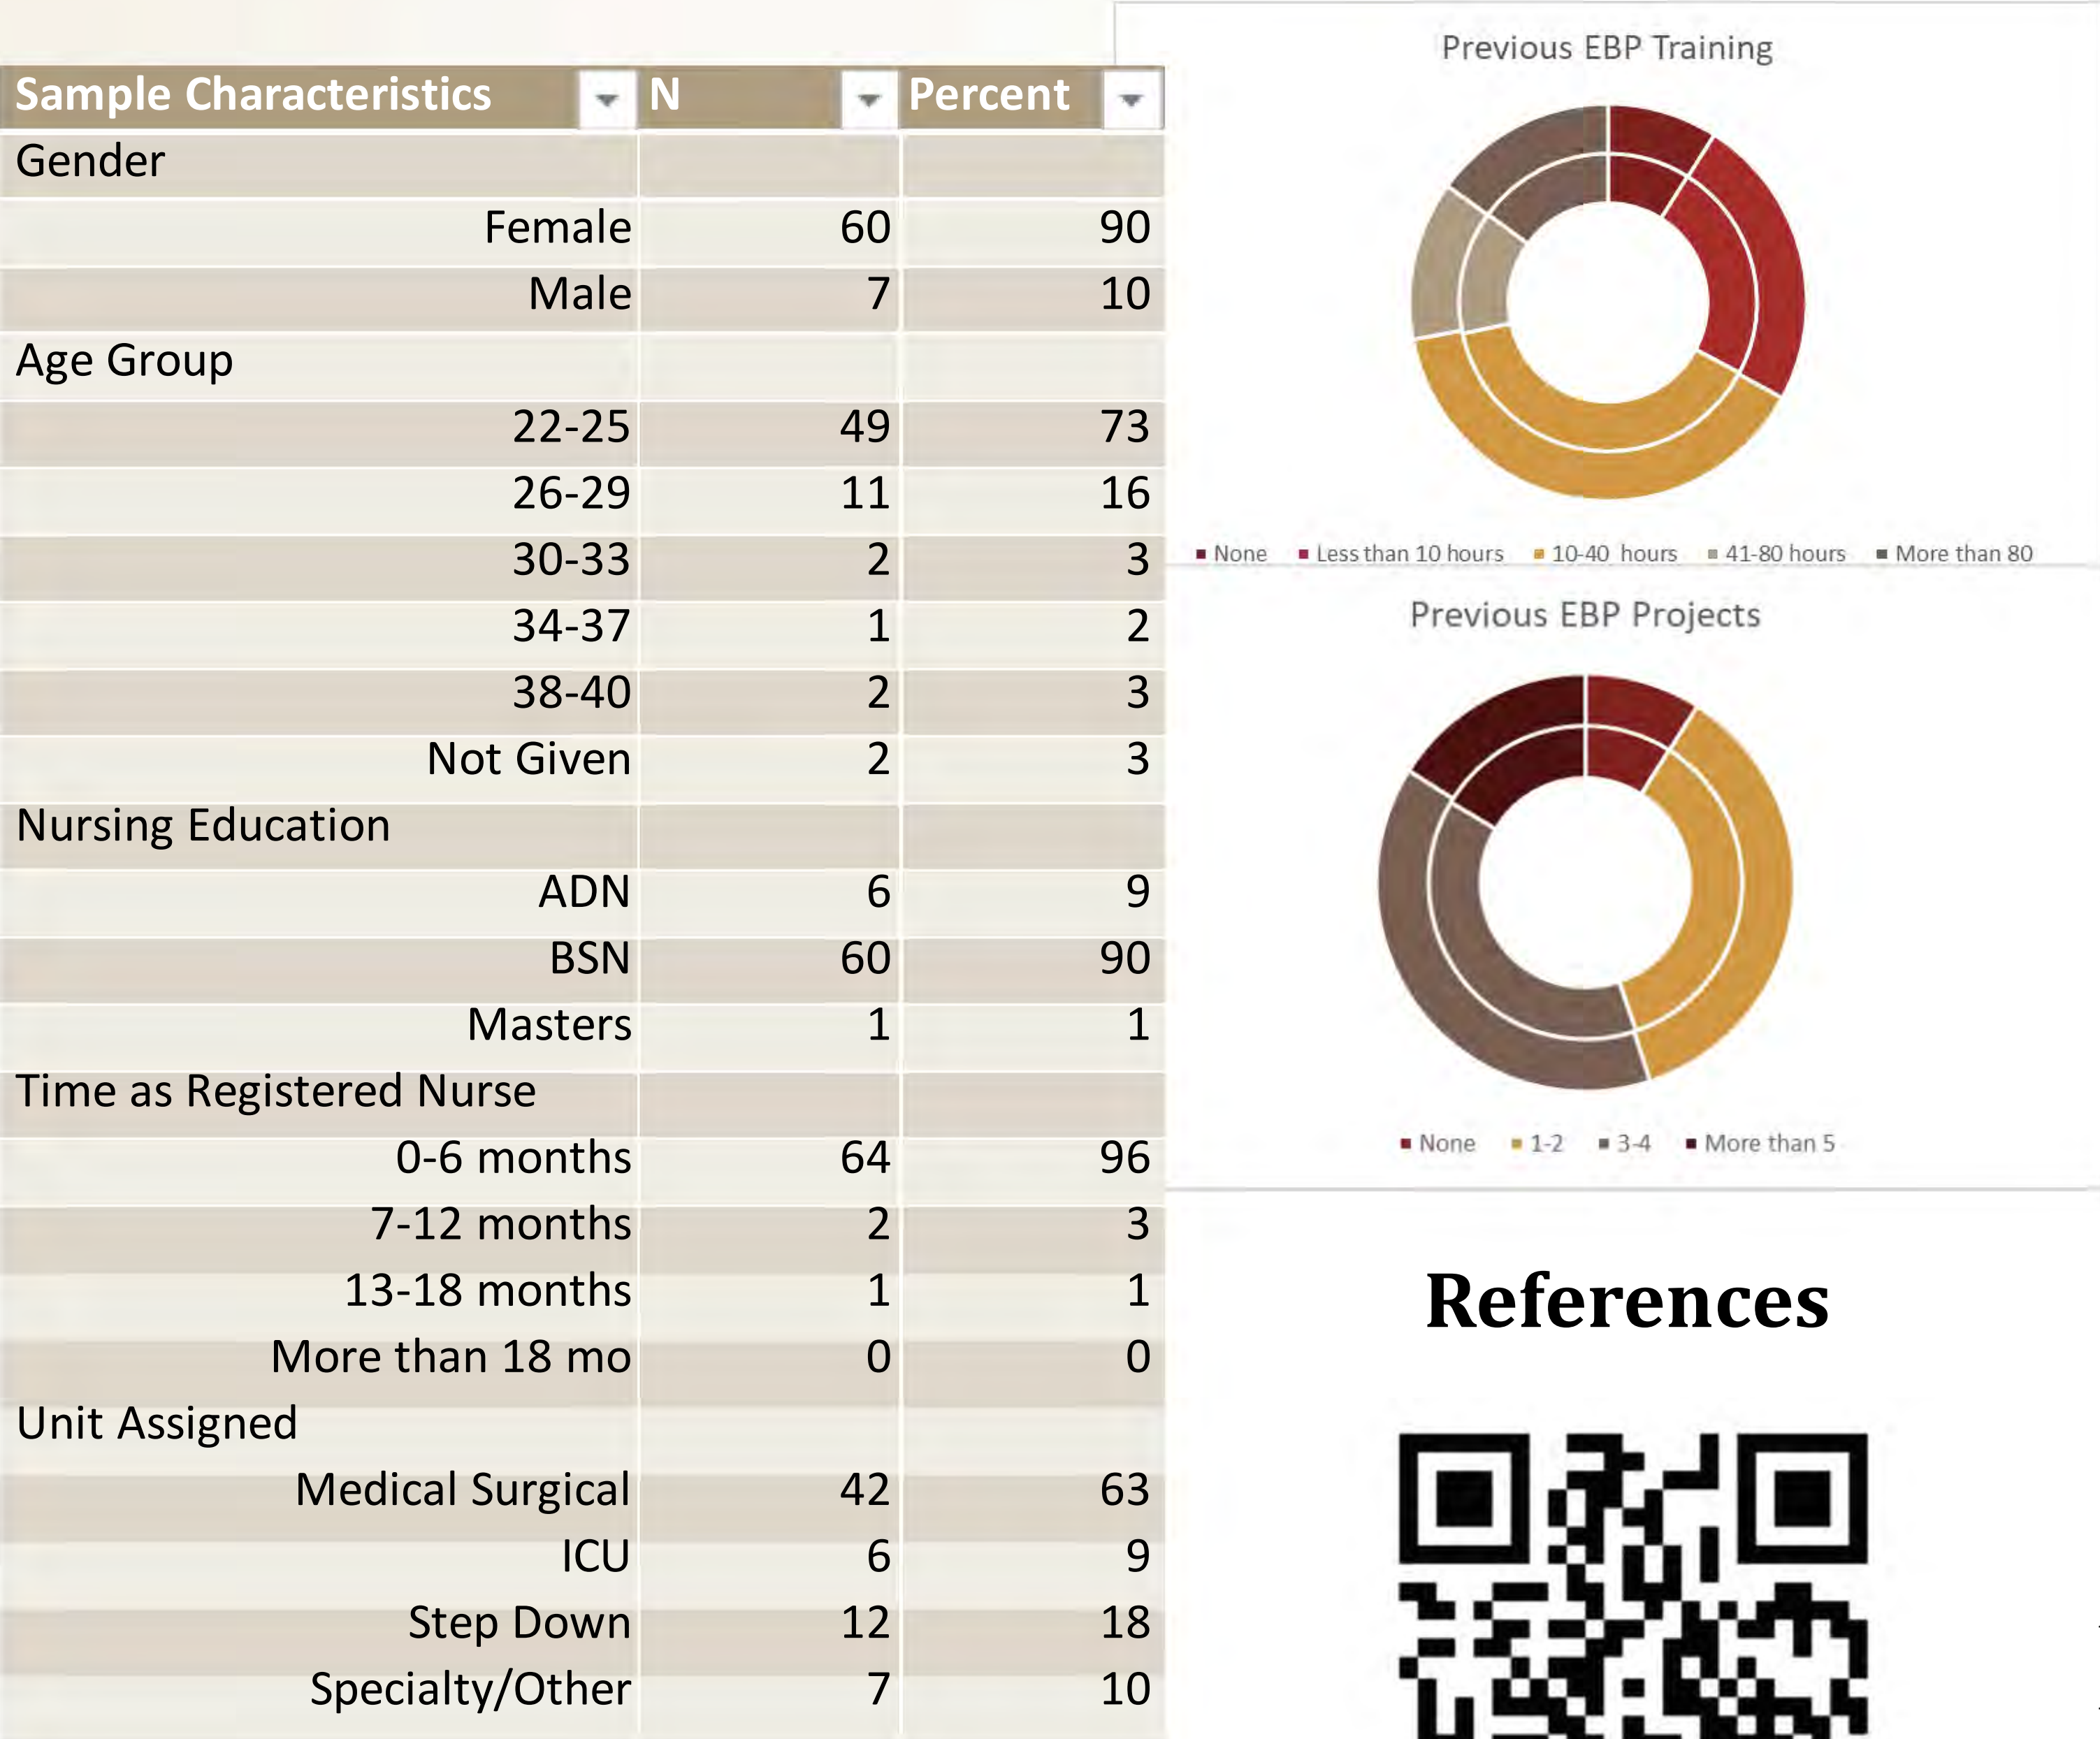 Sample Characteristics N Percent
Gender
Female 60 90
Male 7 10
Age Group
22-25 49 73
26-29 11 16
30-33 2 3
34-37 1 2
38-40 2 3
Not Given 2 3
Nursing Education
ADN 6 9
BSN 60 90
Masters 1 1
Time as Registered Nurse
0-6 months 64 96
7-12 months 2 3
13-18 months 1 1
More than 18 mo 0 0
Unit Assigned
Medical Surgical 42 63
ICU 6 9
Step Down 12 18
Specialty/Other 7 10
Previous EBP Training
None Less than 10 hours 10-40 hours 41-80 hours More than 80
Previous EBP Projects
None 1-2 3-4 More than 5
References